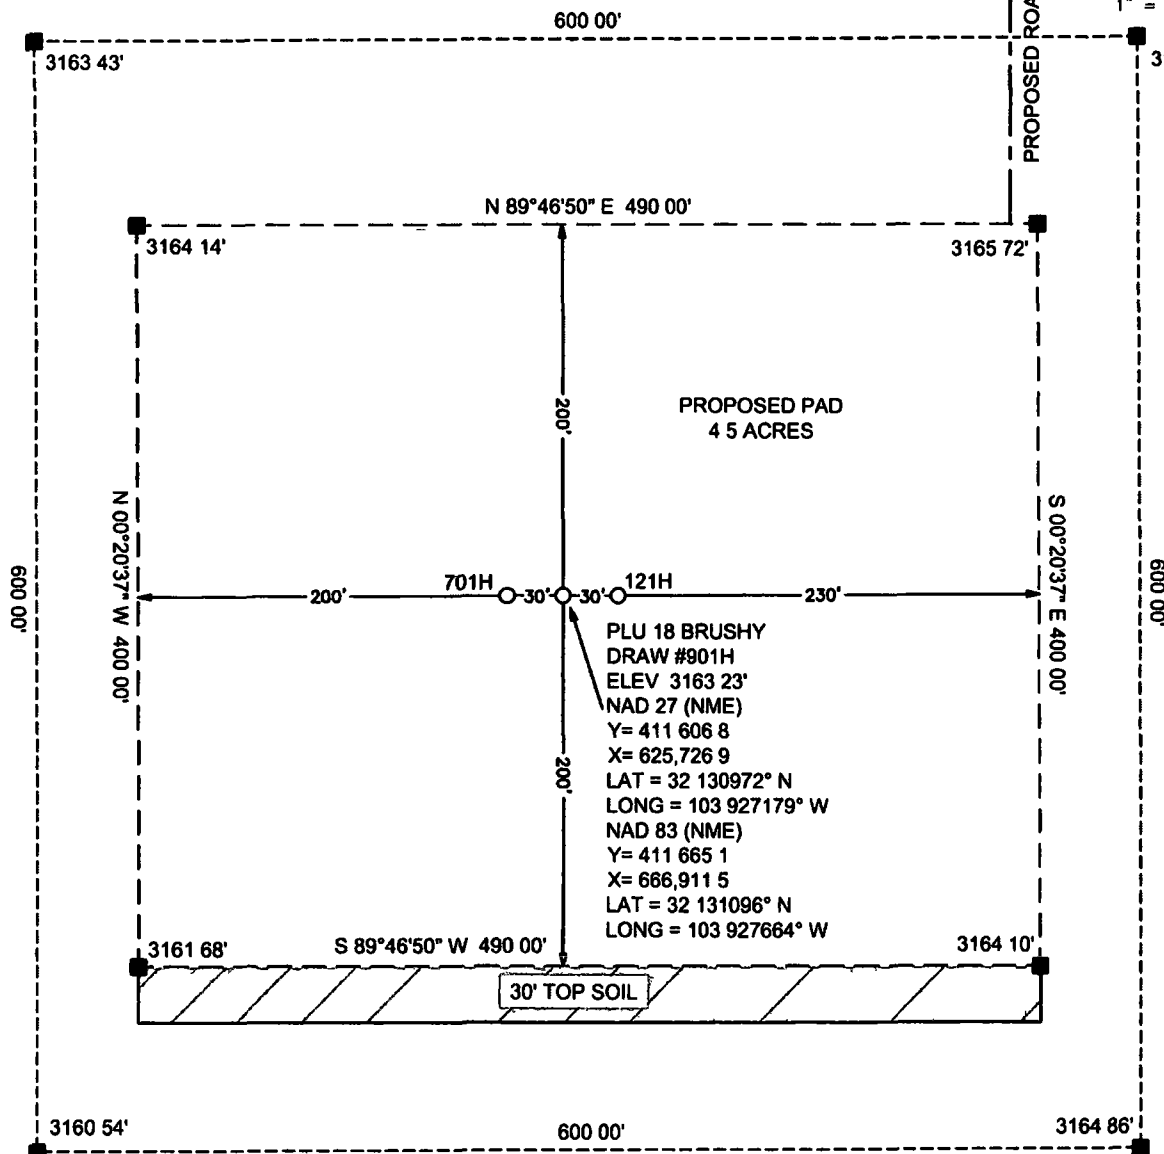 1" =
600 00'
PROPOSED ROA
3163 43'
3
N 89°46'50" E 490 00'
3164 14'
3165 72'
200'
PROPOSED PAD
4 5 ACRES
600 00'
N 00°20'37" W 400 00'
S 00°20'37" E 400 00'
600 00'
200'
701H
30'
30'
121H
230'
PLU 18 BRUSHY
DRAW #901H
ELEV 3163 23'
NAD 27 (NME)
Y= 411 606 8
X= 625,726 9
LAT = 32 130972° N
LONG = 103 927179° W
NAD 83 (NME)
Y= 411 665 1
X= 666,911 5
LAT = 32 131096° N
LONG = 103 927664° W
200'
3161 68'
S 89°46'50" W 490 00'
3164 10'
30' TOP SOIL
3160 54'
600 00'
3164 86'